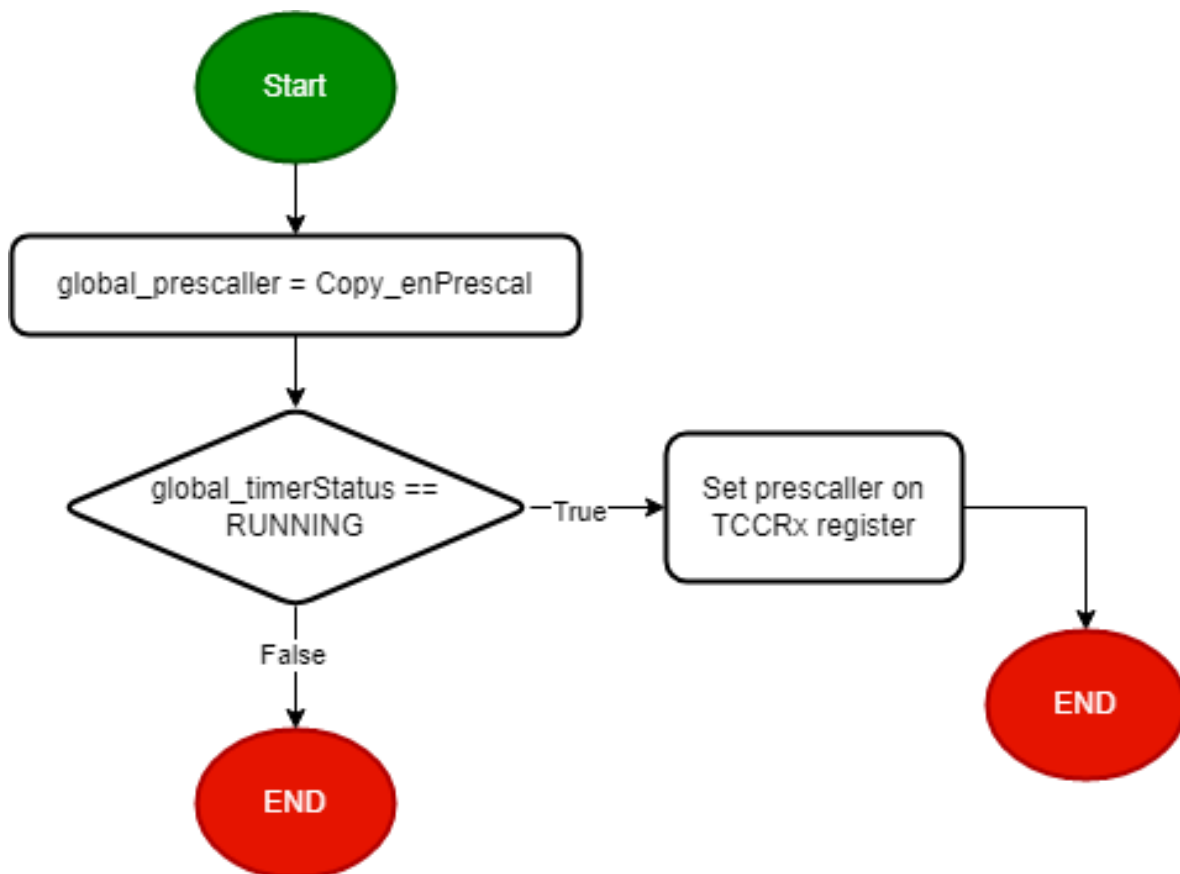 Start
global_prescaller = Copy_enPrescal
global_timerStatus ==
RUNNING
True
Set prescaller on
TCCRx register
False
END
END